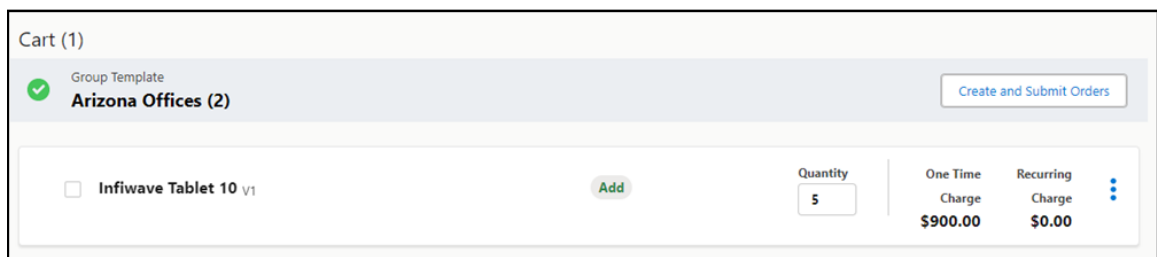 Cart (1)
Group Template
Arizona Offices (2)
Create and Submit Orders
Infiwave Tablet 10 V1
Add
Quantity
5
One Time
Charge
$900.00
Recurring
Charge
$0.00